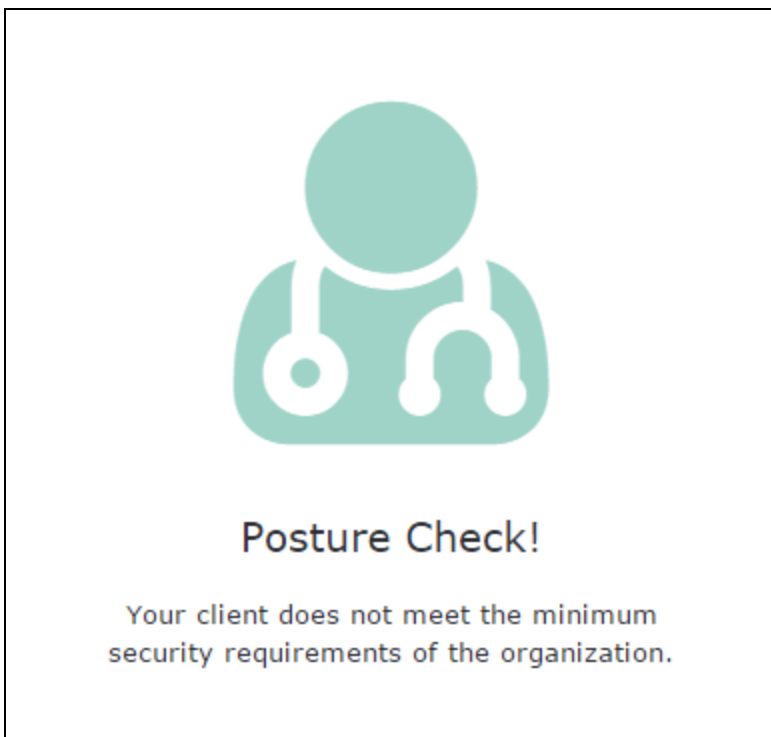 Posture Check!
Your client does not meet the minimum
security requirements of the organization.